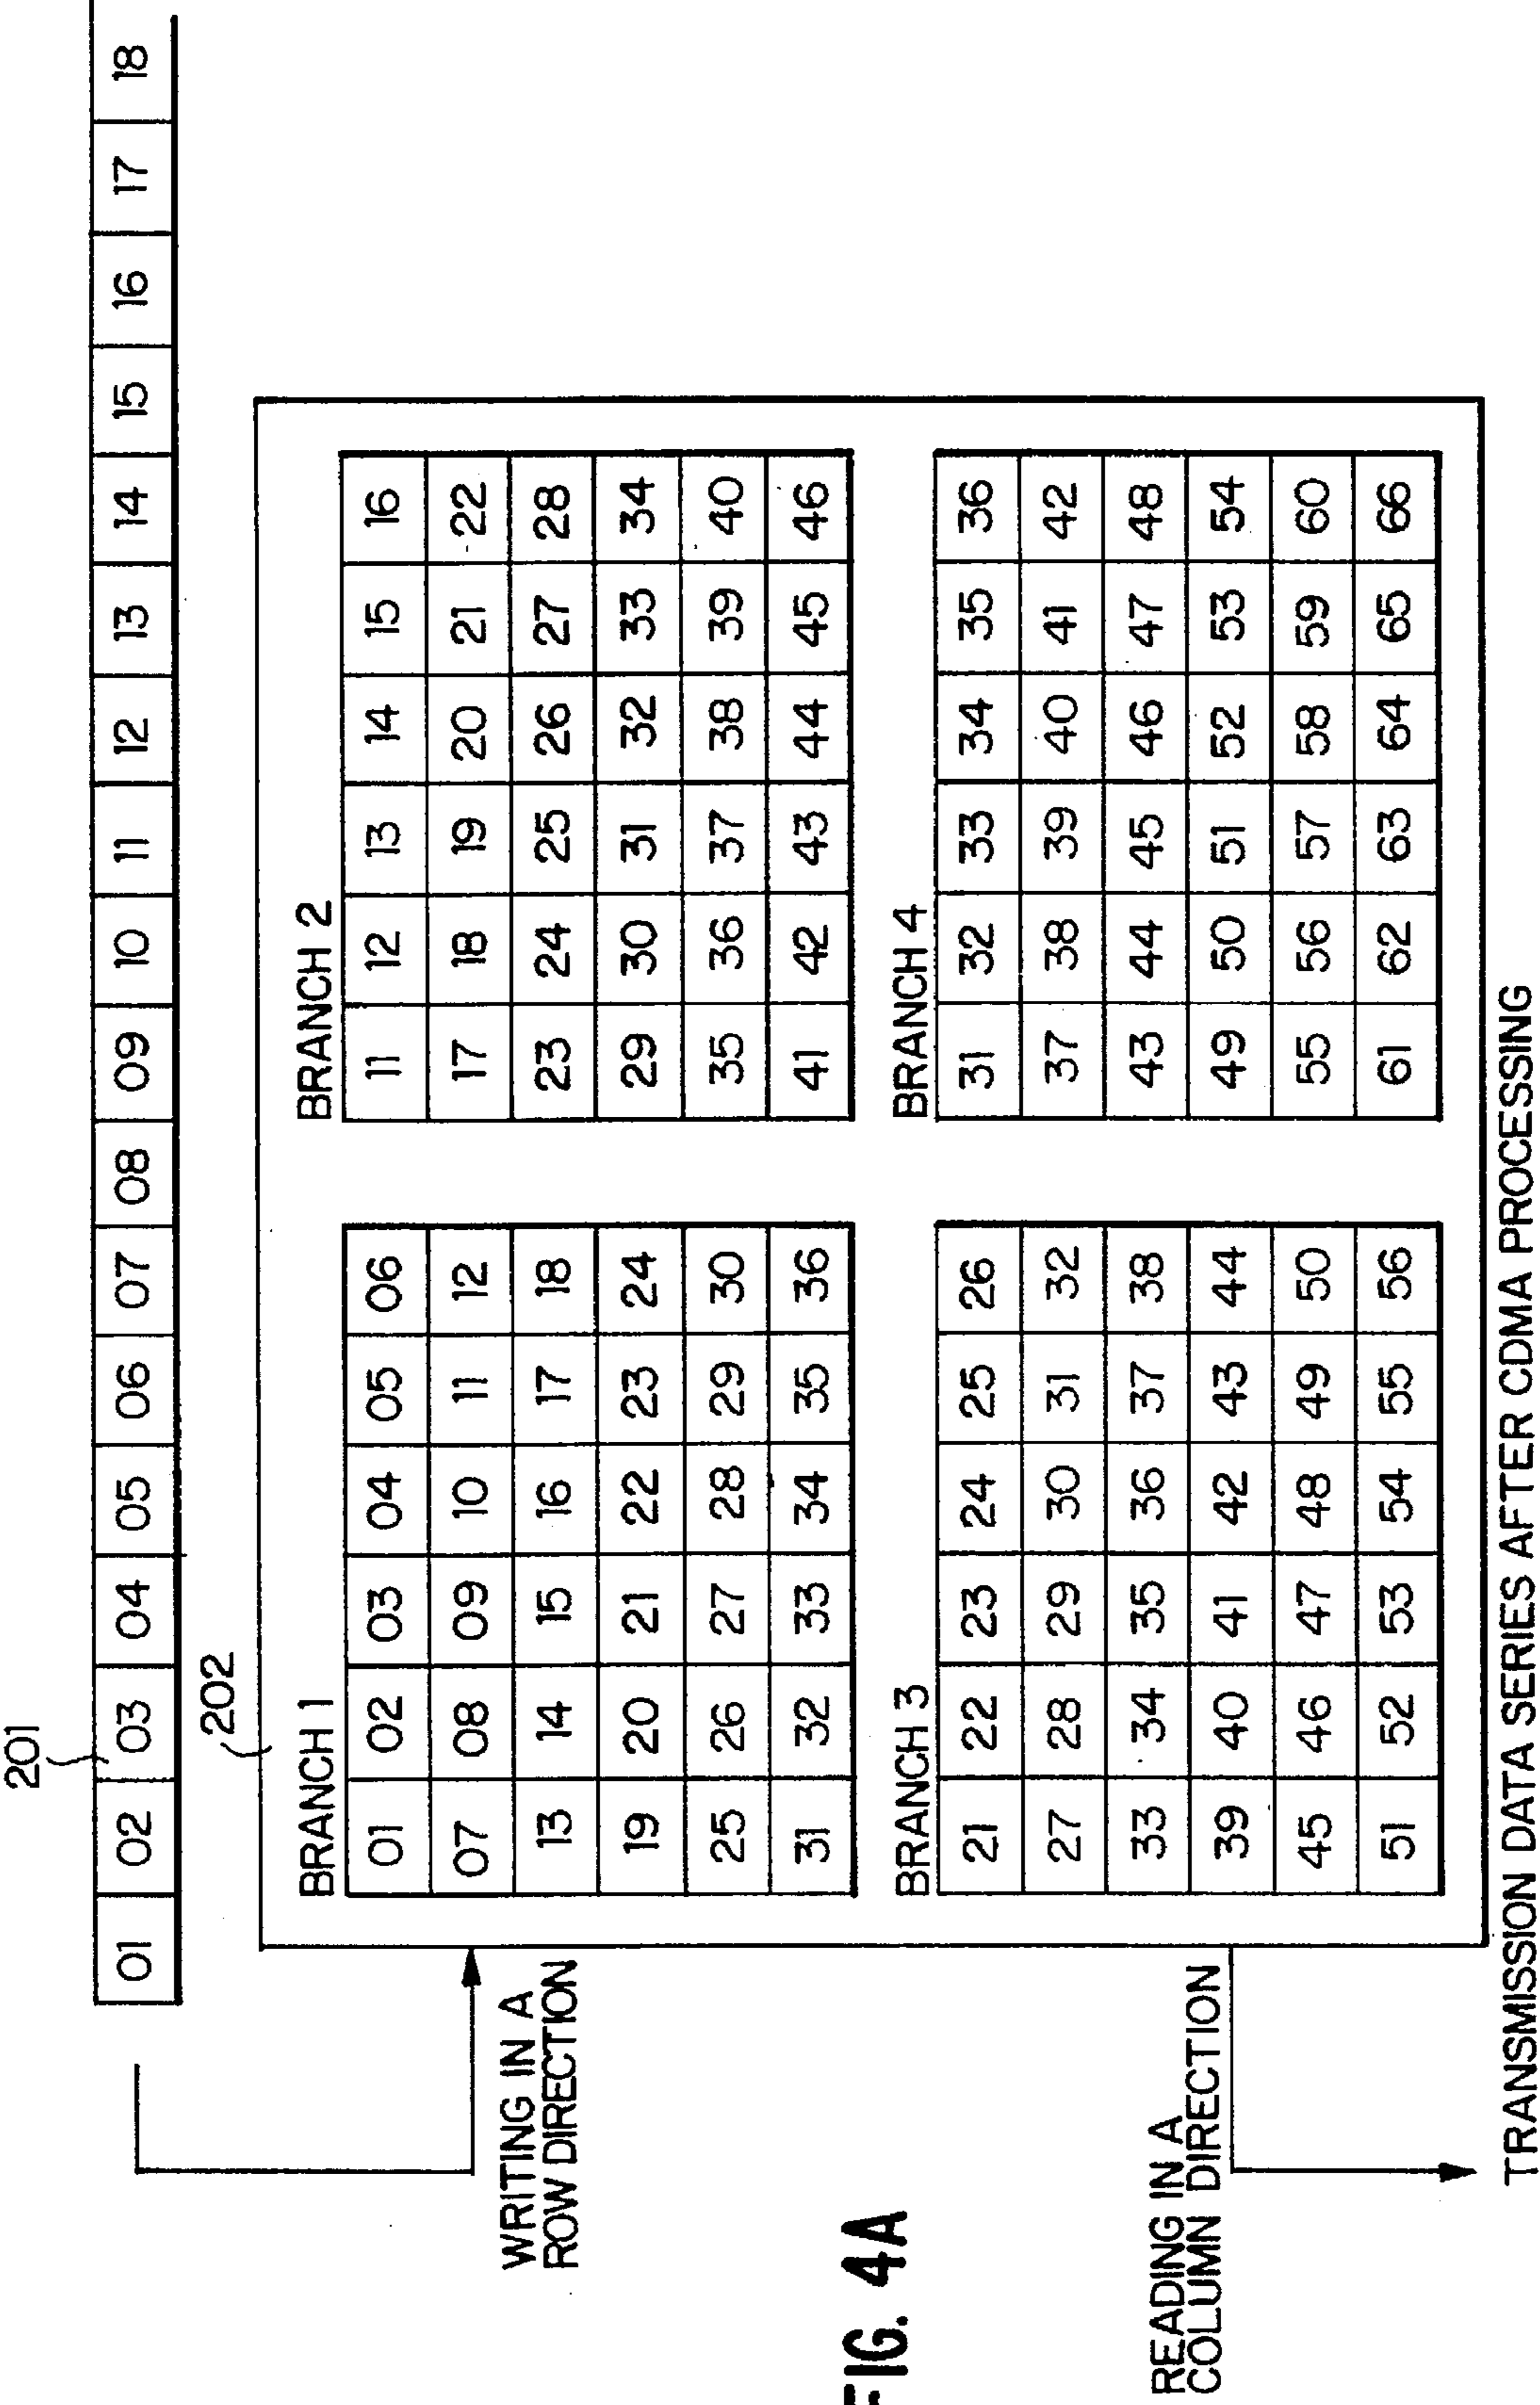 201
01 02 03 04 05 06 07 08 09 10 11 12 13 14 15 16 17 18
202
WRITING IN A
ROW DIRECTION
BRANCH 1
01 02 03 04 05 06
07 08 09 10 11 12
13 14 15 16 17 18
19 20 21 22 23 24
25 26 27 28 29 30
31 32 33 34 35 36
BRANCH 2
11 12 13 14 15 16
17 18 19 20 21 22
23 24 25 26 27 28
29 30 31 32 33 34
35 36 37 38 39 40
41 42 43 44 45 46
BRANCH 3
21 22 23 24 25 26
27 28 29 30 31 32
33 34 35 36 37 38
39 40 41 42 43 44
45 46 47 48 49 50
51 52 53 54 55 56
BRANCH 4
31 32 33 34 35 36
37 38 39 40 41 42
43 44 45 46 47 48
49 50 51 52 53 54
55 56 57 58 59 60
61 62 63 64 65 66
READING IN A
COLUMN DIRECTION
TRANSMISSION DATA SERIES AFTER CDMA PROCESSING
FIG. 4A